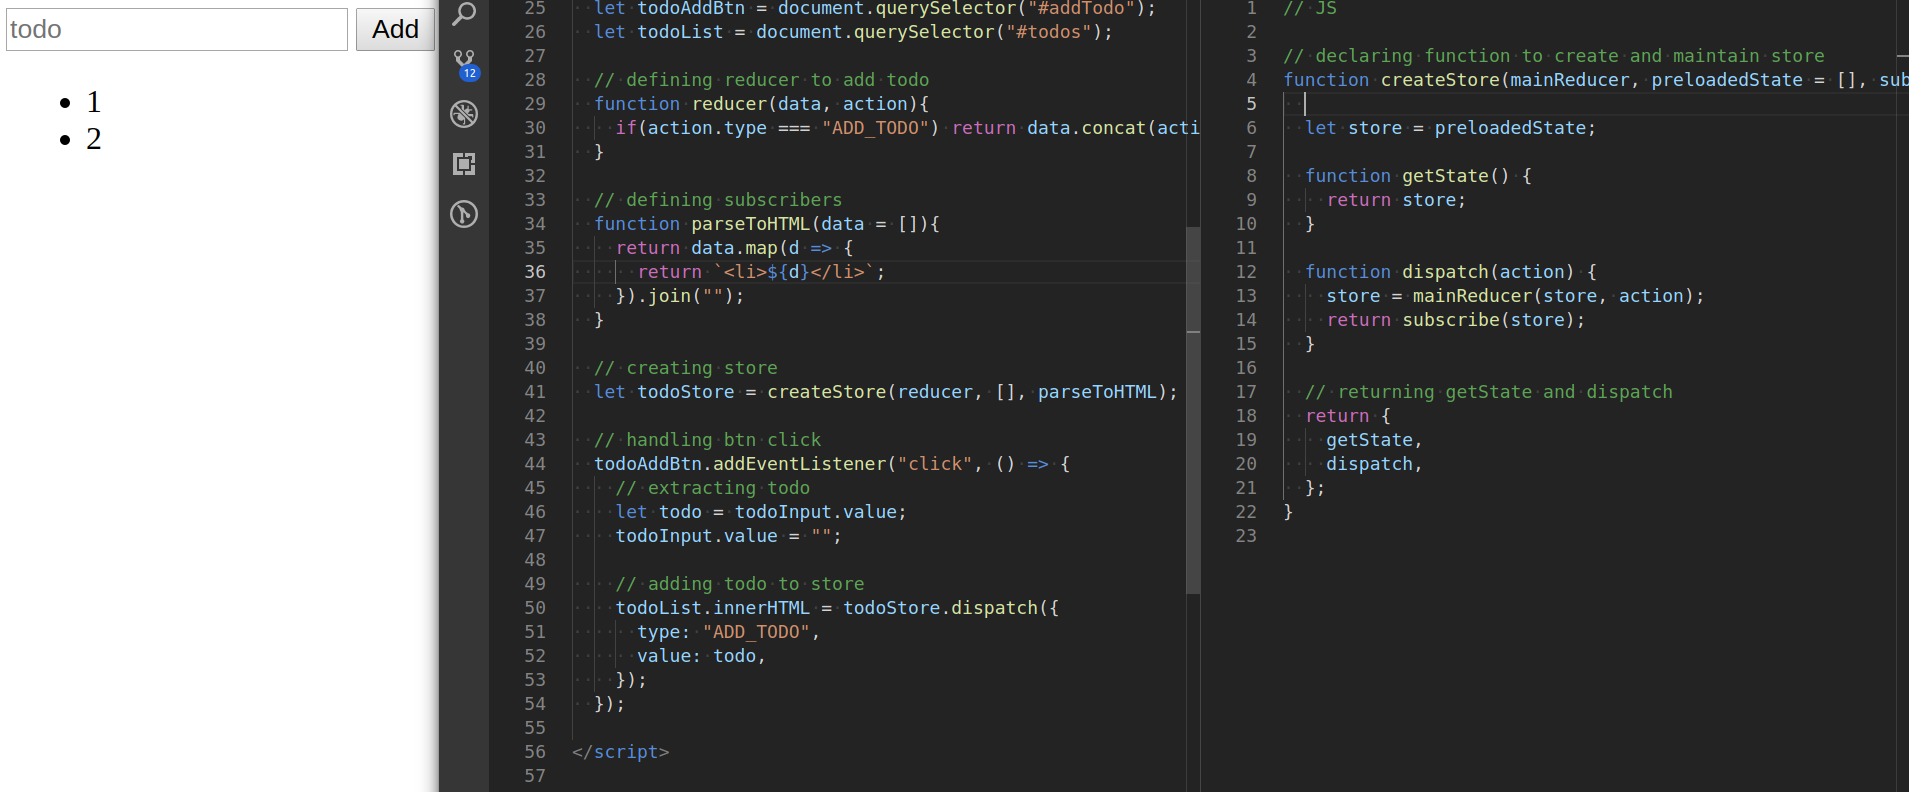 todo
Add
1
2
12
25 let todoAddBtn = document.querySelector("#addTodo");
26 let todoList = document.querySelector("#todos");
27
28 // defining reducer to add todo
29 function reducer(data, action){
30 if(action.type === "ADD_TODO") return data.concat(acti
31 }
32
33 // defining subscribers
34 function parseToHTML(data = []){
35 return data.map(d => {
36 return `<li>${d}</li>`;
37 }).join("");
38 }
39
40 // creating store
41 let todoStore = createStore(reducer, [], parseToHTML);
42
43 // handling btn click
44 todoAddBtn.addEventListener("click", () => {
45 // extracting todo
46 let todo = todoInput.value;
47 todoInput.value = "";
48
49 // adding todo to store
50 todoList.innerHTML = todoStore.dispatch({
51 type: "ADD_TODO",
52 value: todo,
53 });
54 });
55
56 </script>
57
1 // JS
2
3 // declaring function to create and maintain store
4 function createStore(mainReducer, preloadedState = [], sub
5
6 let store = preloadedState;
7
8 function getState() {
9 return store;
10 }
11
12 function dispatch(action) {
13 store = mainReducer(store, action);
14 return subscribe(store);
15 }
16
17 // returning getState and dispatch
18 return {
19 getState,
20 dispatch,
21 };
22 }
23